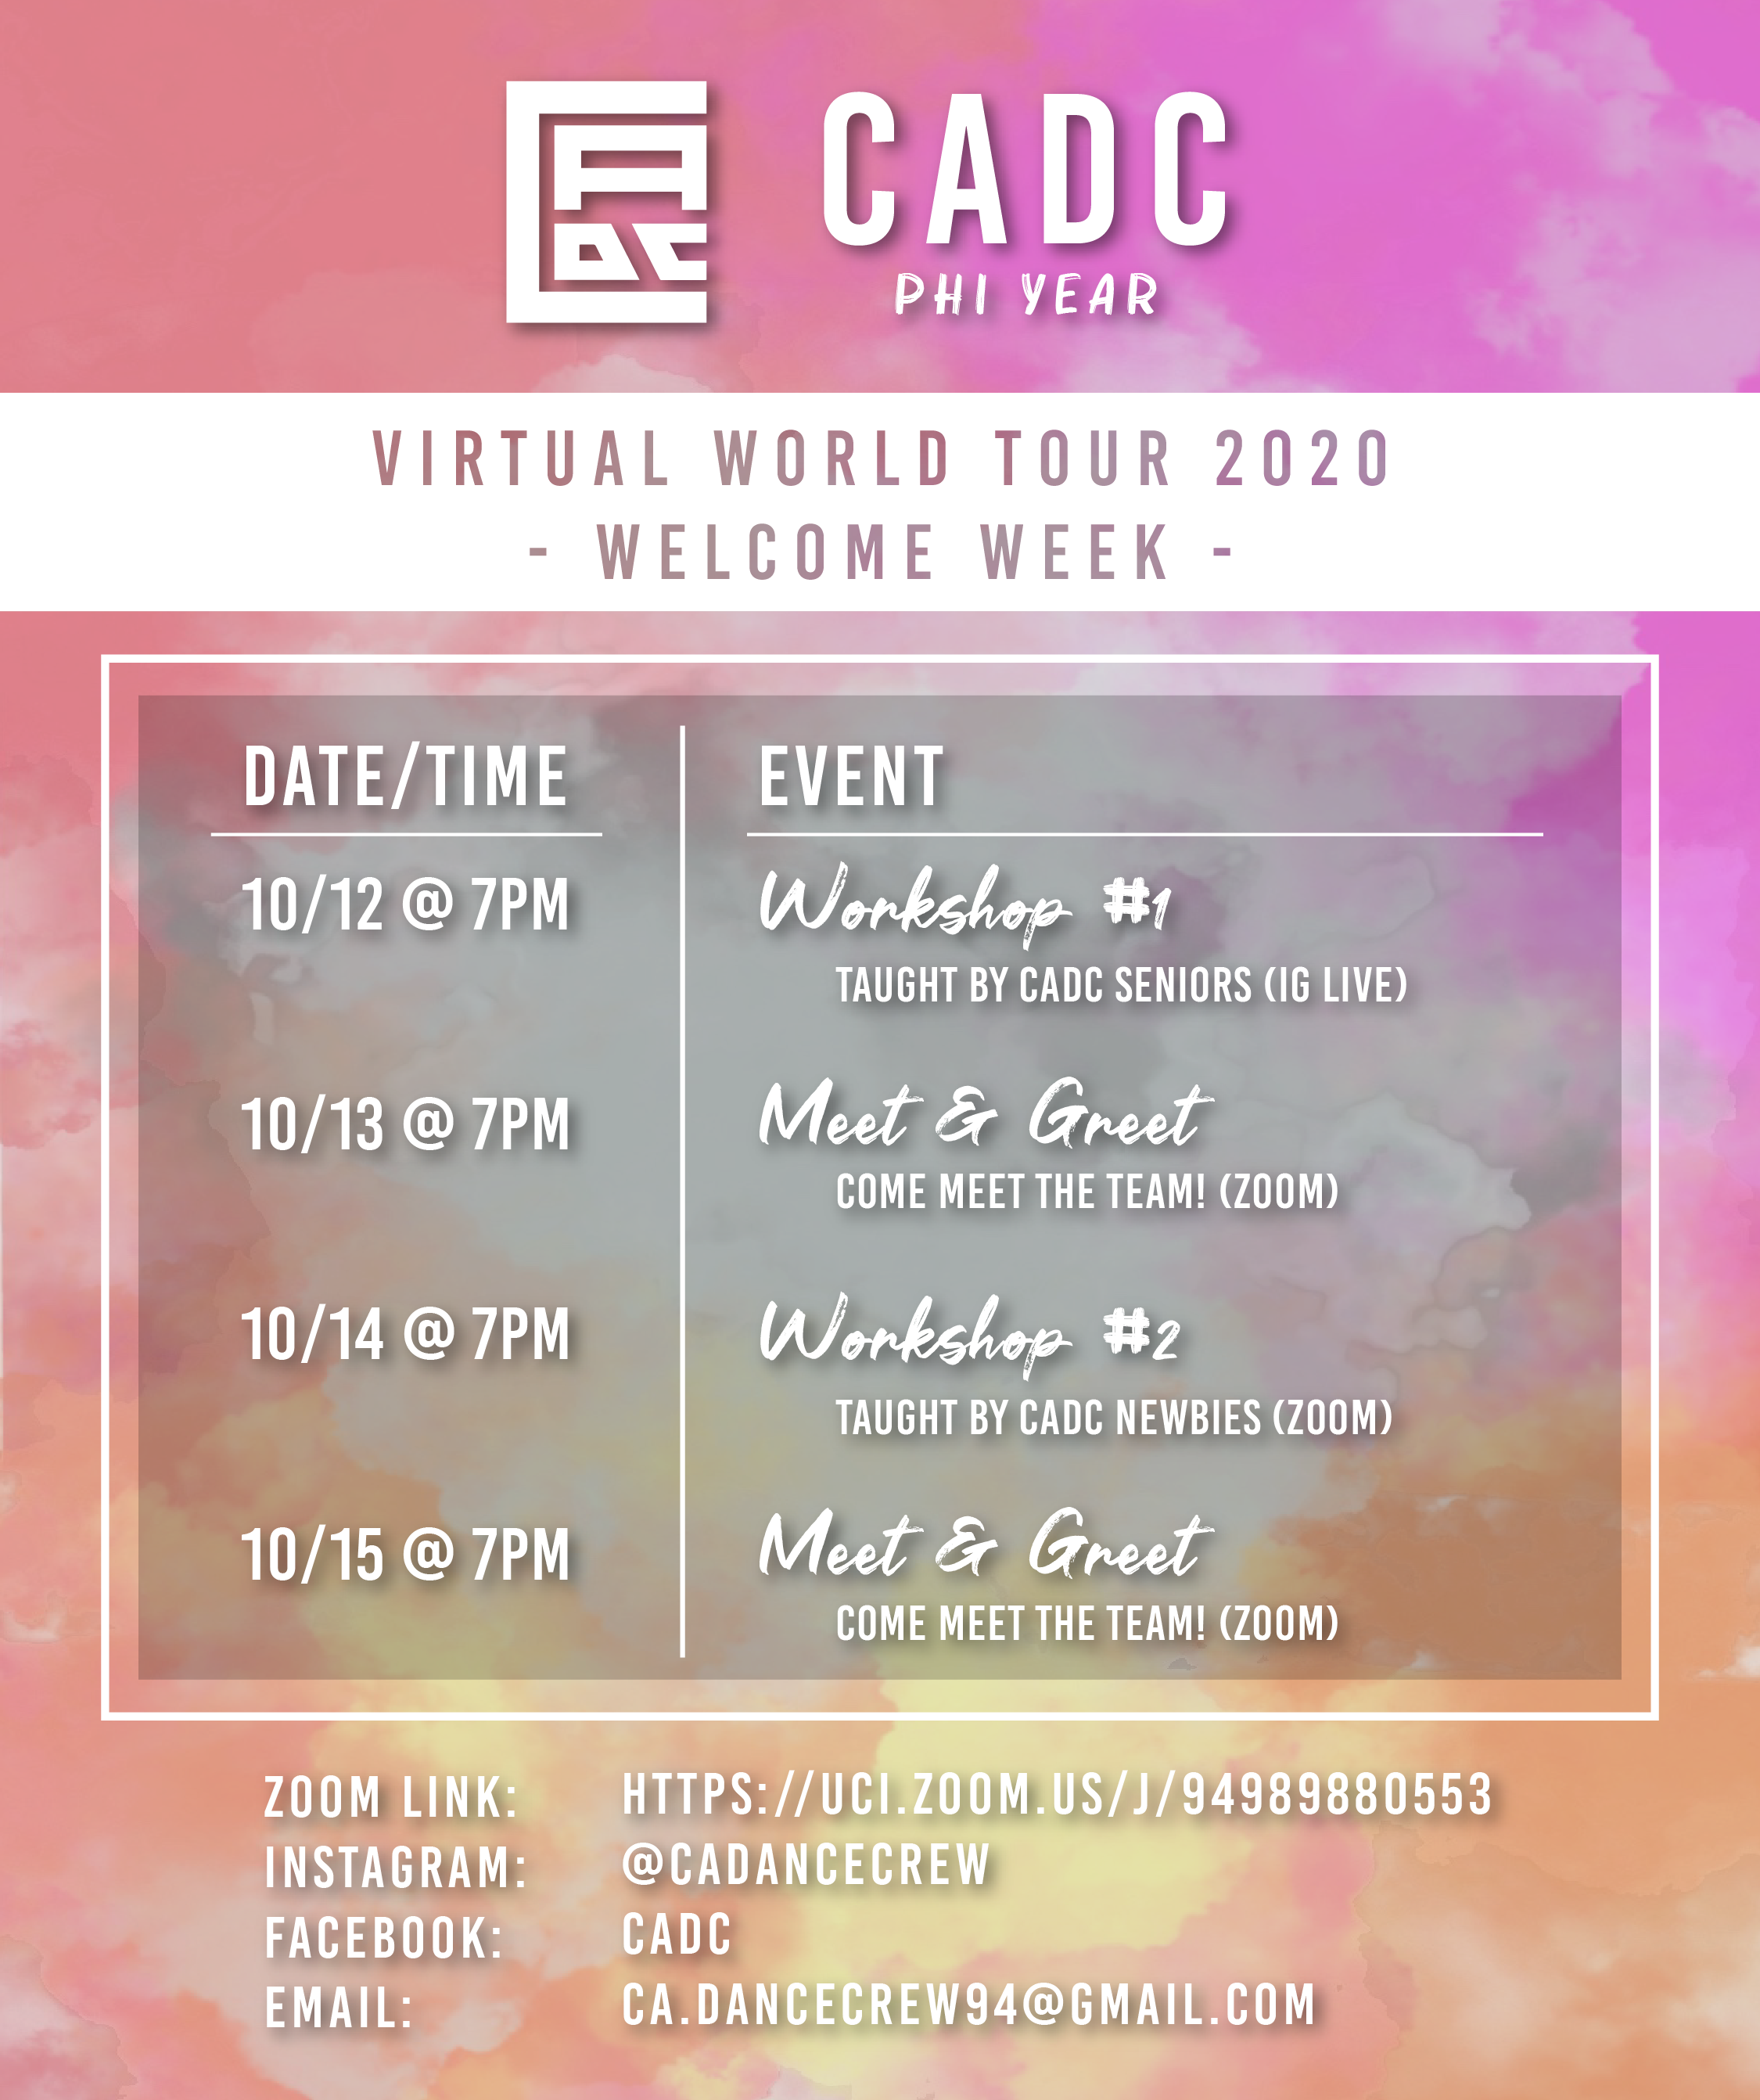 CADC
CADC
PHI YEAR
VIRTUAL WORLD TOUR 2020
- WELCOME WEEK -
DATE/TIME EVENT
10/12 @ 7PM Workshop #1
TAUGHT BY CADC SENIORS (IG LIVE)
10/13 @ 7PM Meet & Greet
COME MEET THE TEAM! (ZOOM)
10/14 @ 7PM Workshop #2
TAUGHT BY CADC NEWBIES (ZOOM)
10/15 @ 7PM Meet & Greet
COME MEET THE TEAM! (ZOOM)
ZOOM LINK: HTTPS://UCI.ZOOM.US/J/94989880553
INSTAGRAM: @CADANCECREW
FACEBOOK: CADC
EMAIL: CA.DANCECREW94@GMAIL.COM